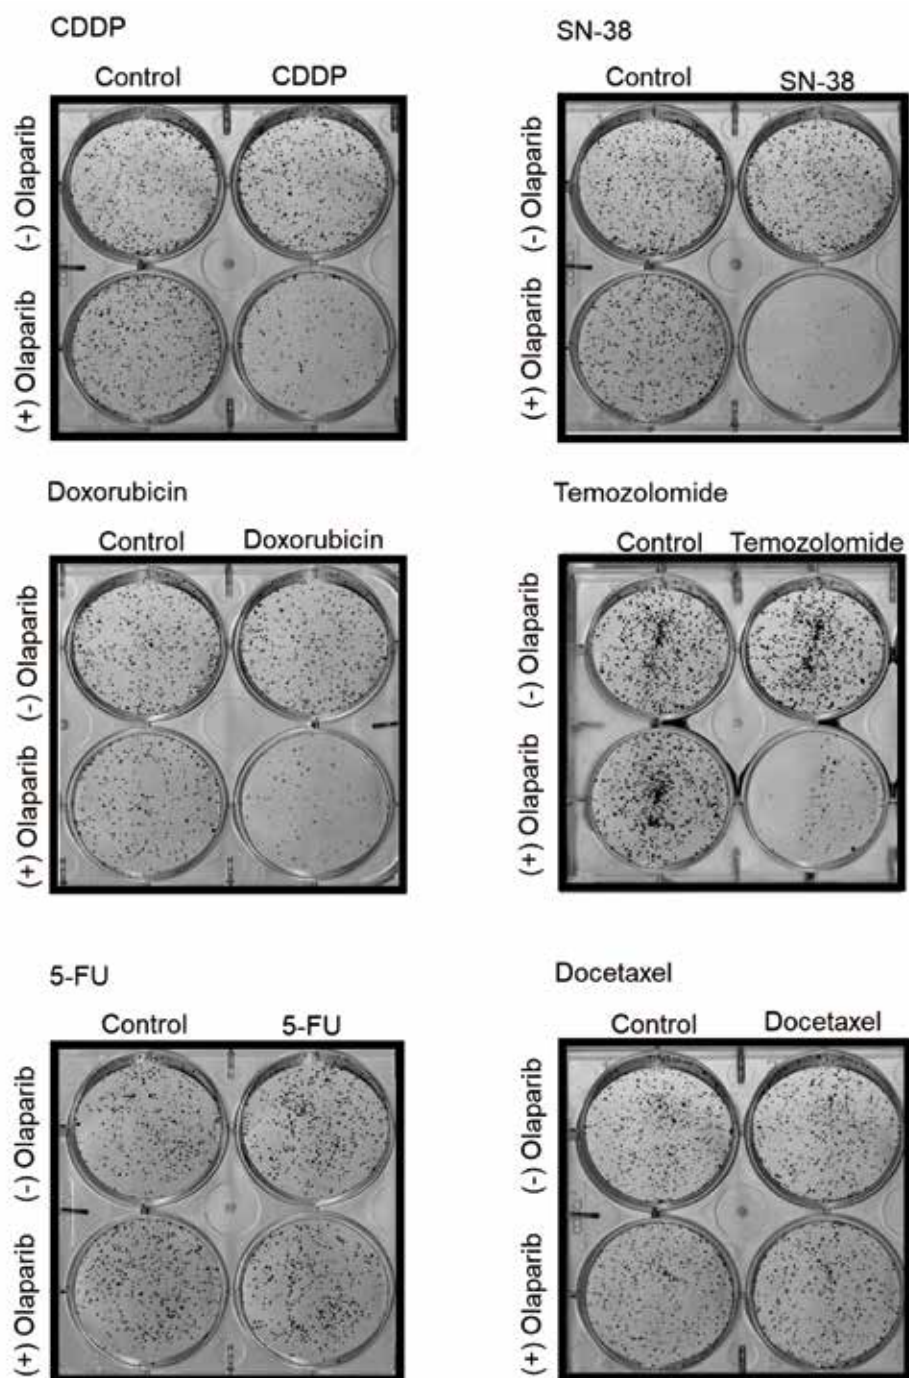 CDDP
Control CDDP
(-) Olaparib
(+) Olaparib
SN-38
Control SN-38
(-) Olaparib
(+) Olaparib
Doxorubicin
Control Doxorubicin
(-) Olaparib
(+) Olaparib
Temozolomide
Control Temozolomide
(-) Olaparib
(+) Olaparib
5-FU
Control 5-FU
(-) Olaparib
(+) Olaparib
Docetaxel
Control Docetaxel
(-) Olaparib
(+) Olaparib